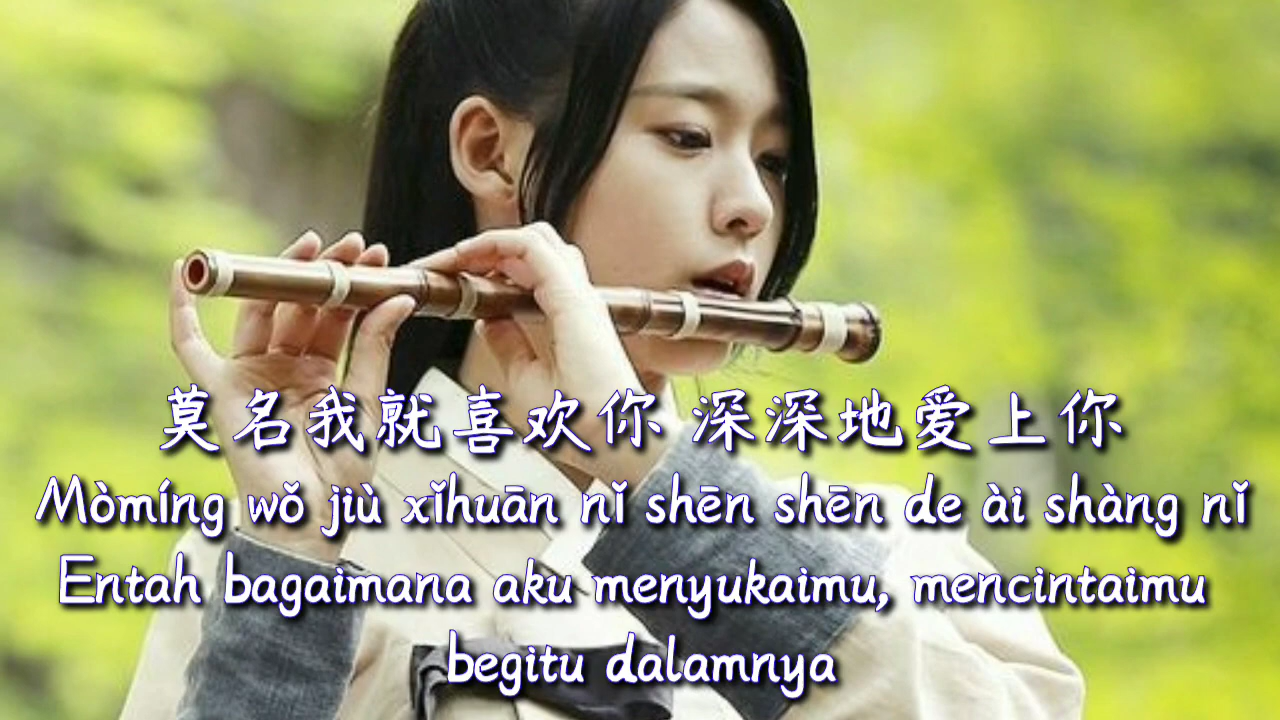 莫名我就喜欢你 深深地爱上你
Mòmíng wǒ jiù xǐhuān nǐ shēn shēn de ài shàng nǐ
Entah bagaimana aku menyukaimu, mencintaimu
begitu dalamnya